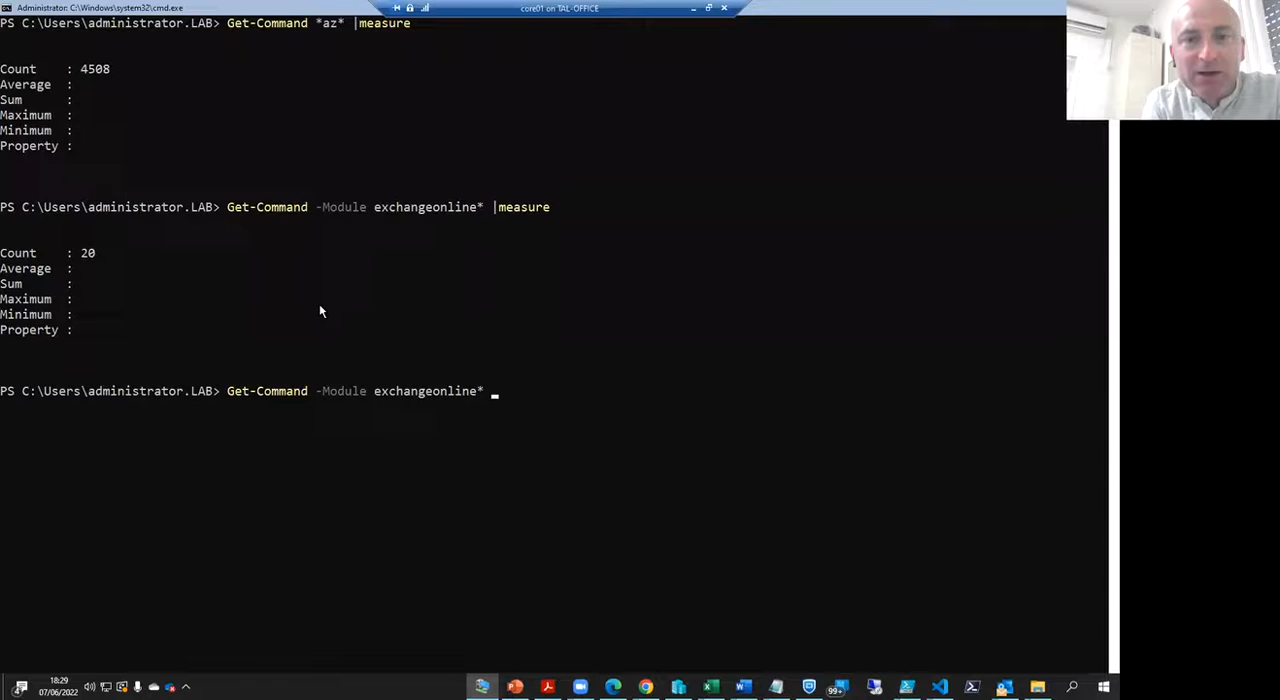 Administrator: C:\Windows\system32\cmd.exe
core01 on TAL-OFFICE
PS C:\Users\administrator.LAB> Get-Command *az* |measure
Count    : 4508
Average  :
Sum      :
Maximum  :
Minimum  :
Property :
PS C:\Users\administrator.LAB> Get-Command -Module exchangeonline* |measure
Count    : 20
Average  :
Sum      :
Maximum  :
Minimum  :
Property :
PS C:\Users\administrator.LAB> Get-Command -Module exchangeonline*
18:29
07/06/2022
99+